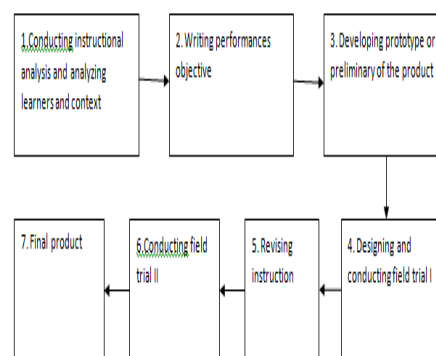 1.Conducting instructional
analysis and analyzing
learners and context
2. Writing performances
objective
3. Developing prototype or
preliminary of the product
4. Designing and
conducting field trial I
5. Revising
instruction
6.Conducting field
trial II
7. Final product